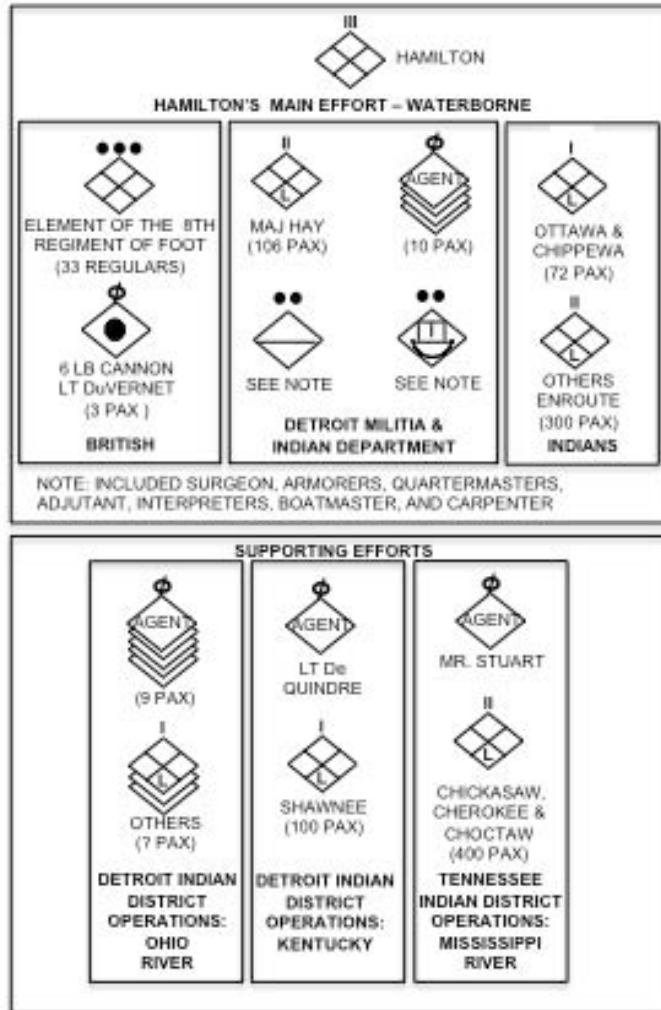 III
HAMILTON
HAMILTON'S MAIN EFFORT – WATERBORNE
ELEMENT OF THE 8TH
REGIMENT OF FOOT
(33 REGULARS)
6 LB CANNON
LT DuVERNET
(3 PAX )
BRITISH
II
L
MAJ HAY
(106 PAX)
AGENT
(10 PAX)
SEE NOTE
T
SEE NOTE
DETROIT MILITIA &
INDIAN DEPARTMENT
I
L
OTTAWA &
CHIPPEWA
(72 PAX)
II
L
OTHERS
ENROUTE
(300 PAX)
INDIANS
NOTE: INCLUDED SURGEON, ARMORERS, QUARTERMASTERS,
ADJUTANT, INTERPRETERS, BOATMASTER, AND CARPENTER
SUPPORTING EFFORTS
AGENT
(9 PAX)
I
L
OTHERS
(7 PAX)
DETROIT INDIAN
DISTRICT
OPERATIONS:
OHIO
RIVER
AGENT
LT De
QUINDRE
I
L
SHAWNEE
(100 PAX)
DETROIT INDIAN
DISTRICT
OPERATIONS:
KENTUCKY
AGENT
MR. STUART
II
L
CHICKASAW,
CHEROKEE &
CHOCTAW
(400 PAX)
TENNESSEE
INDIAN DISTRICT
OPERATIONS:
MISSISSIPPI
RIVER